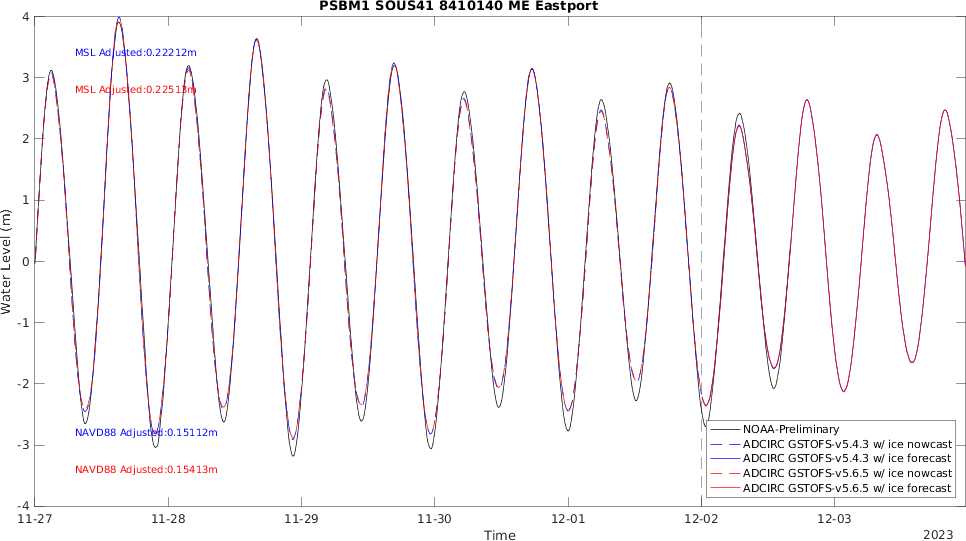 PSBM1 SOUS41 8410140 ME Eastport
4
MSL Adjusted:0.22212m
3
MSL Adjusted:0.22513m
2
1
0
-1
-2
-3
-4
Water Level (m)
NAVD88 Adjusted:0.15112m
NAVD88 Adjusted:0.15413m
NOAA-Preliminary
ADCIRC GSTOFS-v5.4.3 w/ ice nowcast
ADCIRC GSTOFS-v5.4.3 w/ ice forecast
ADCIRC GSTOFS-v5.6.5 w/ ice nowcast
ADCIRC GSTOFS-v5.6.5 w/ ice forecast
11-27 11-28 11-29 11-30 12-01 12-02 12-03
Time
2023